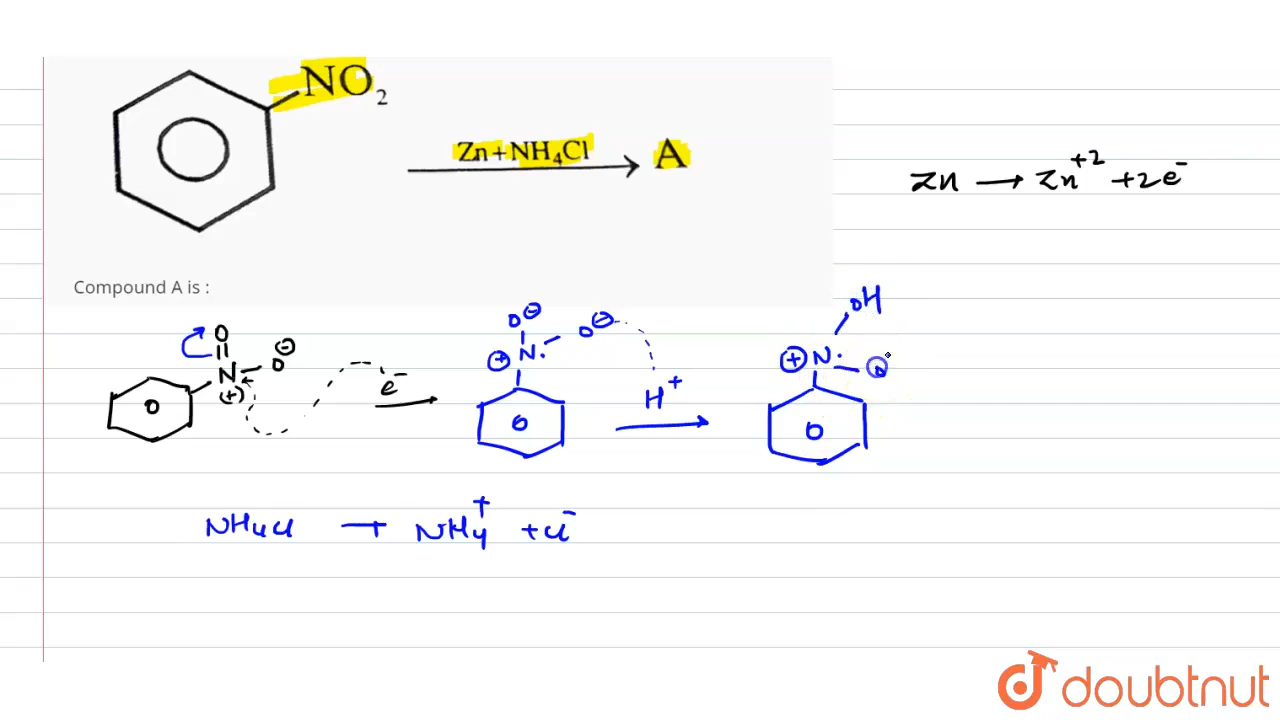 NO₂
Zn+NH₄Cl
A
Zn → Zn⁺² + 2e⁻
Compound A is :
O
N
(+)
O ⊖
O
e⁻
O ⊖
⊕ N ·
O ⊖
O
H⁺
OH
⊕ N ·
O
NH₄Cl → NH₄⁺ + Cl⁻
doubtnut